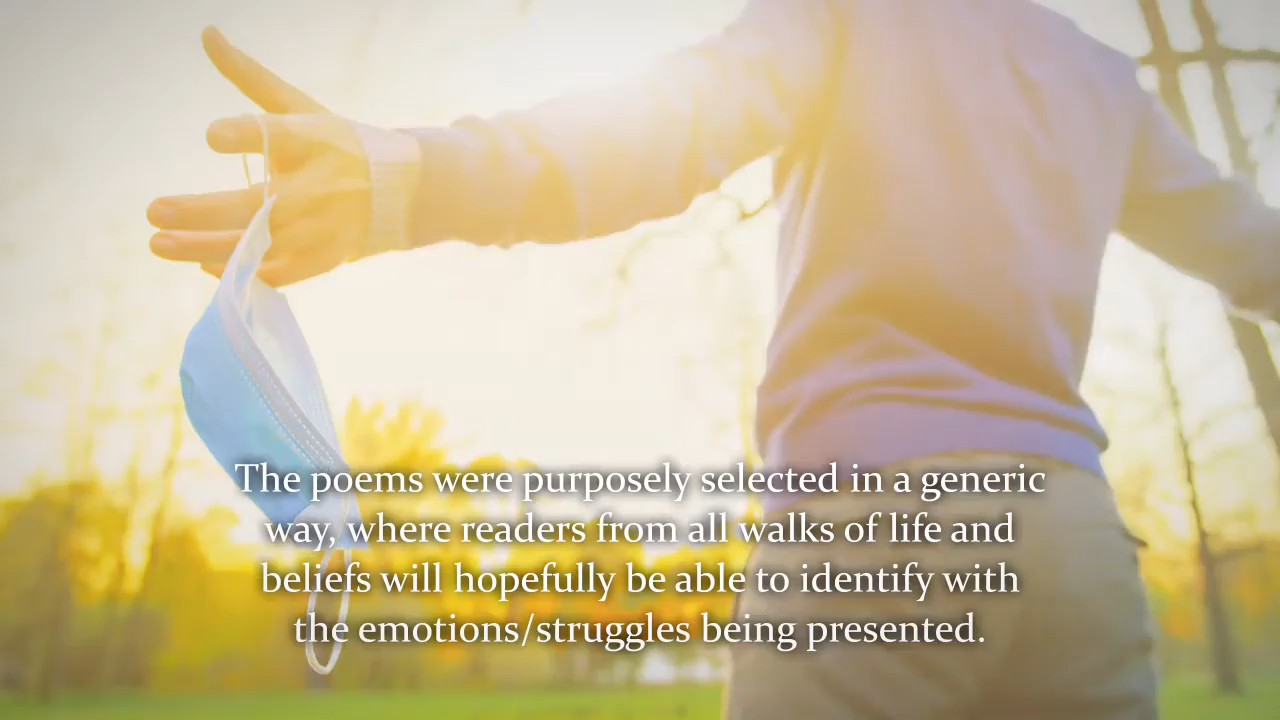 The poems were purposely selected in a generic
way, where readers from all walks of life and
beliefs will hopefully be able to identify with
the emotions/struggles being presented.